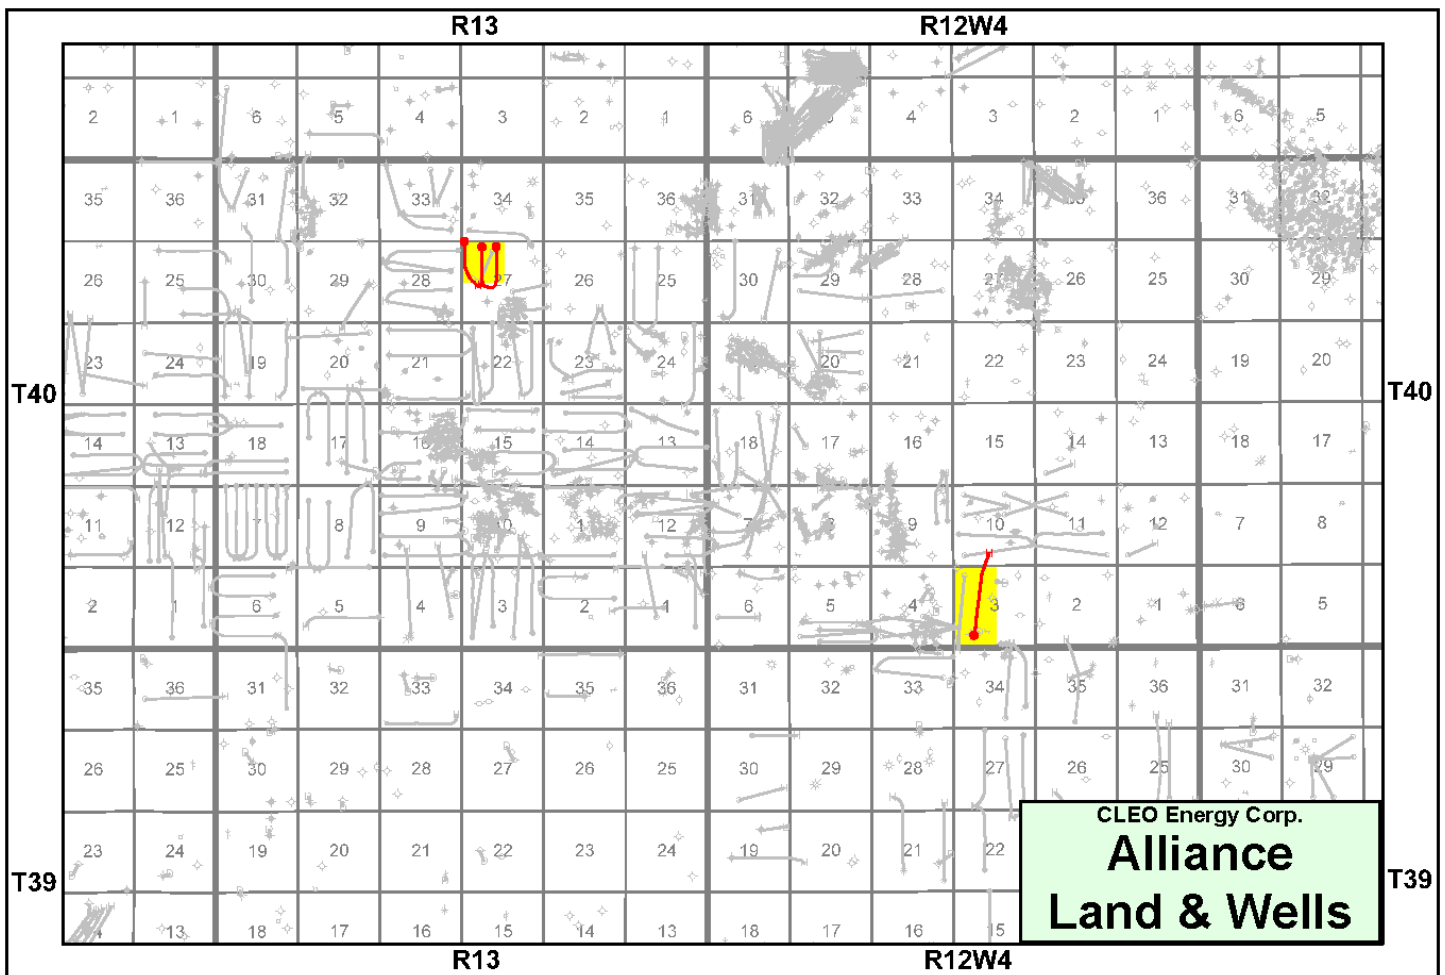 R13 R12W4
2 1 6 5 4 3 2 1 6 4 3 2 1 6 5
35 36 31 32 33 34 35 36 31 32 33 34 36 31 32
26 25 30 29 28 27 26 25 30 29 28 27 26 25 30 29
23 24 19 20 21 22 23 24 20 21 22 23 24 19 20
T40 T40
14 13 18 17 16 15 14 13 18 17 16 15 14 13 18 17
11 12 7 8 9 10 12 7 8 9 10 11 12 7 8
2 1 6 5 4 3 2 1 6 5 4 3 2 1 6 5
35 36 31 32 33 34 35 36 31 32 33 34 35 36 31 32
26 25 30 29 28 27 26 25 30 29 28 27 26 25 30 29
CLEO Energy Corp.
23 24 19 20 21 22 23 24 19 20 21 22
Alliance
T39 T39
Land & Wells
13 18 17 16 15 14 13 18 17 16 15
R13 R12W4